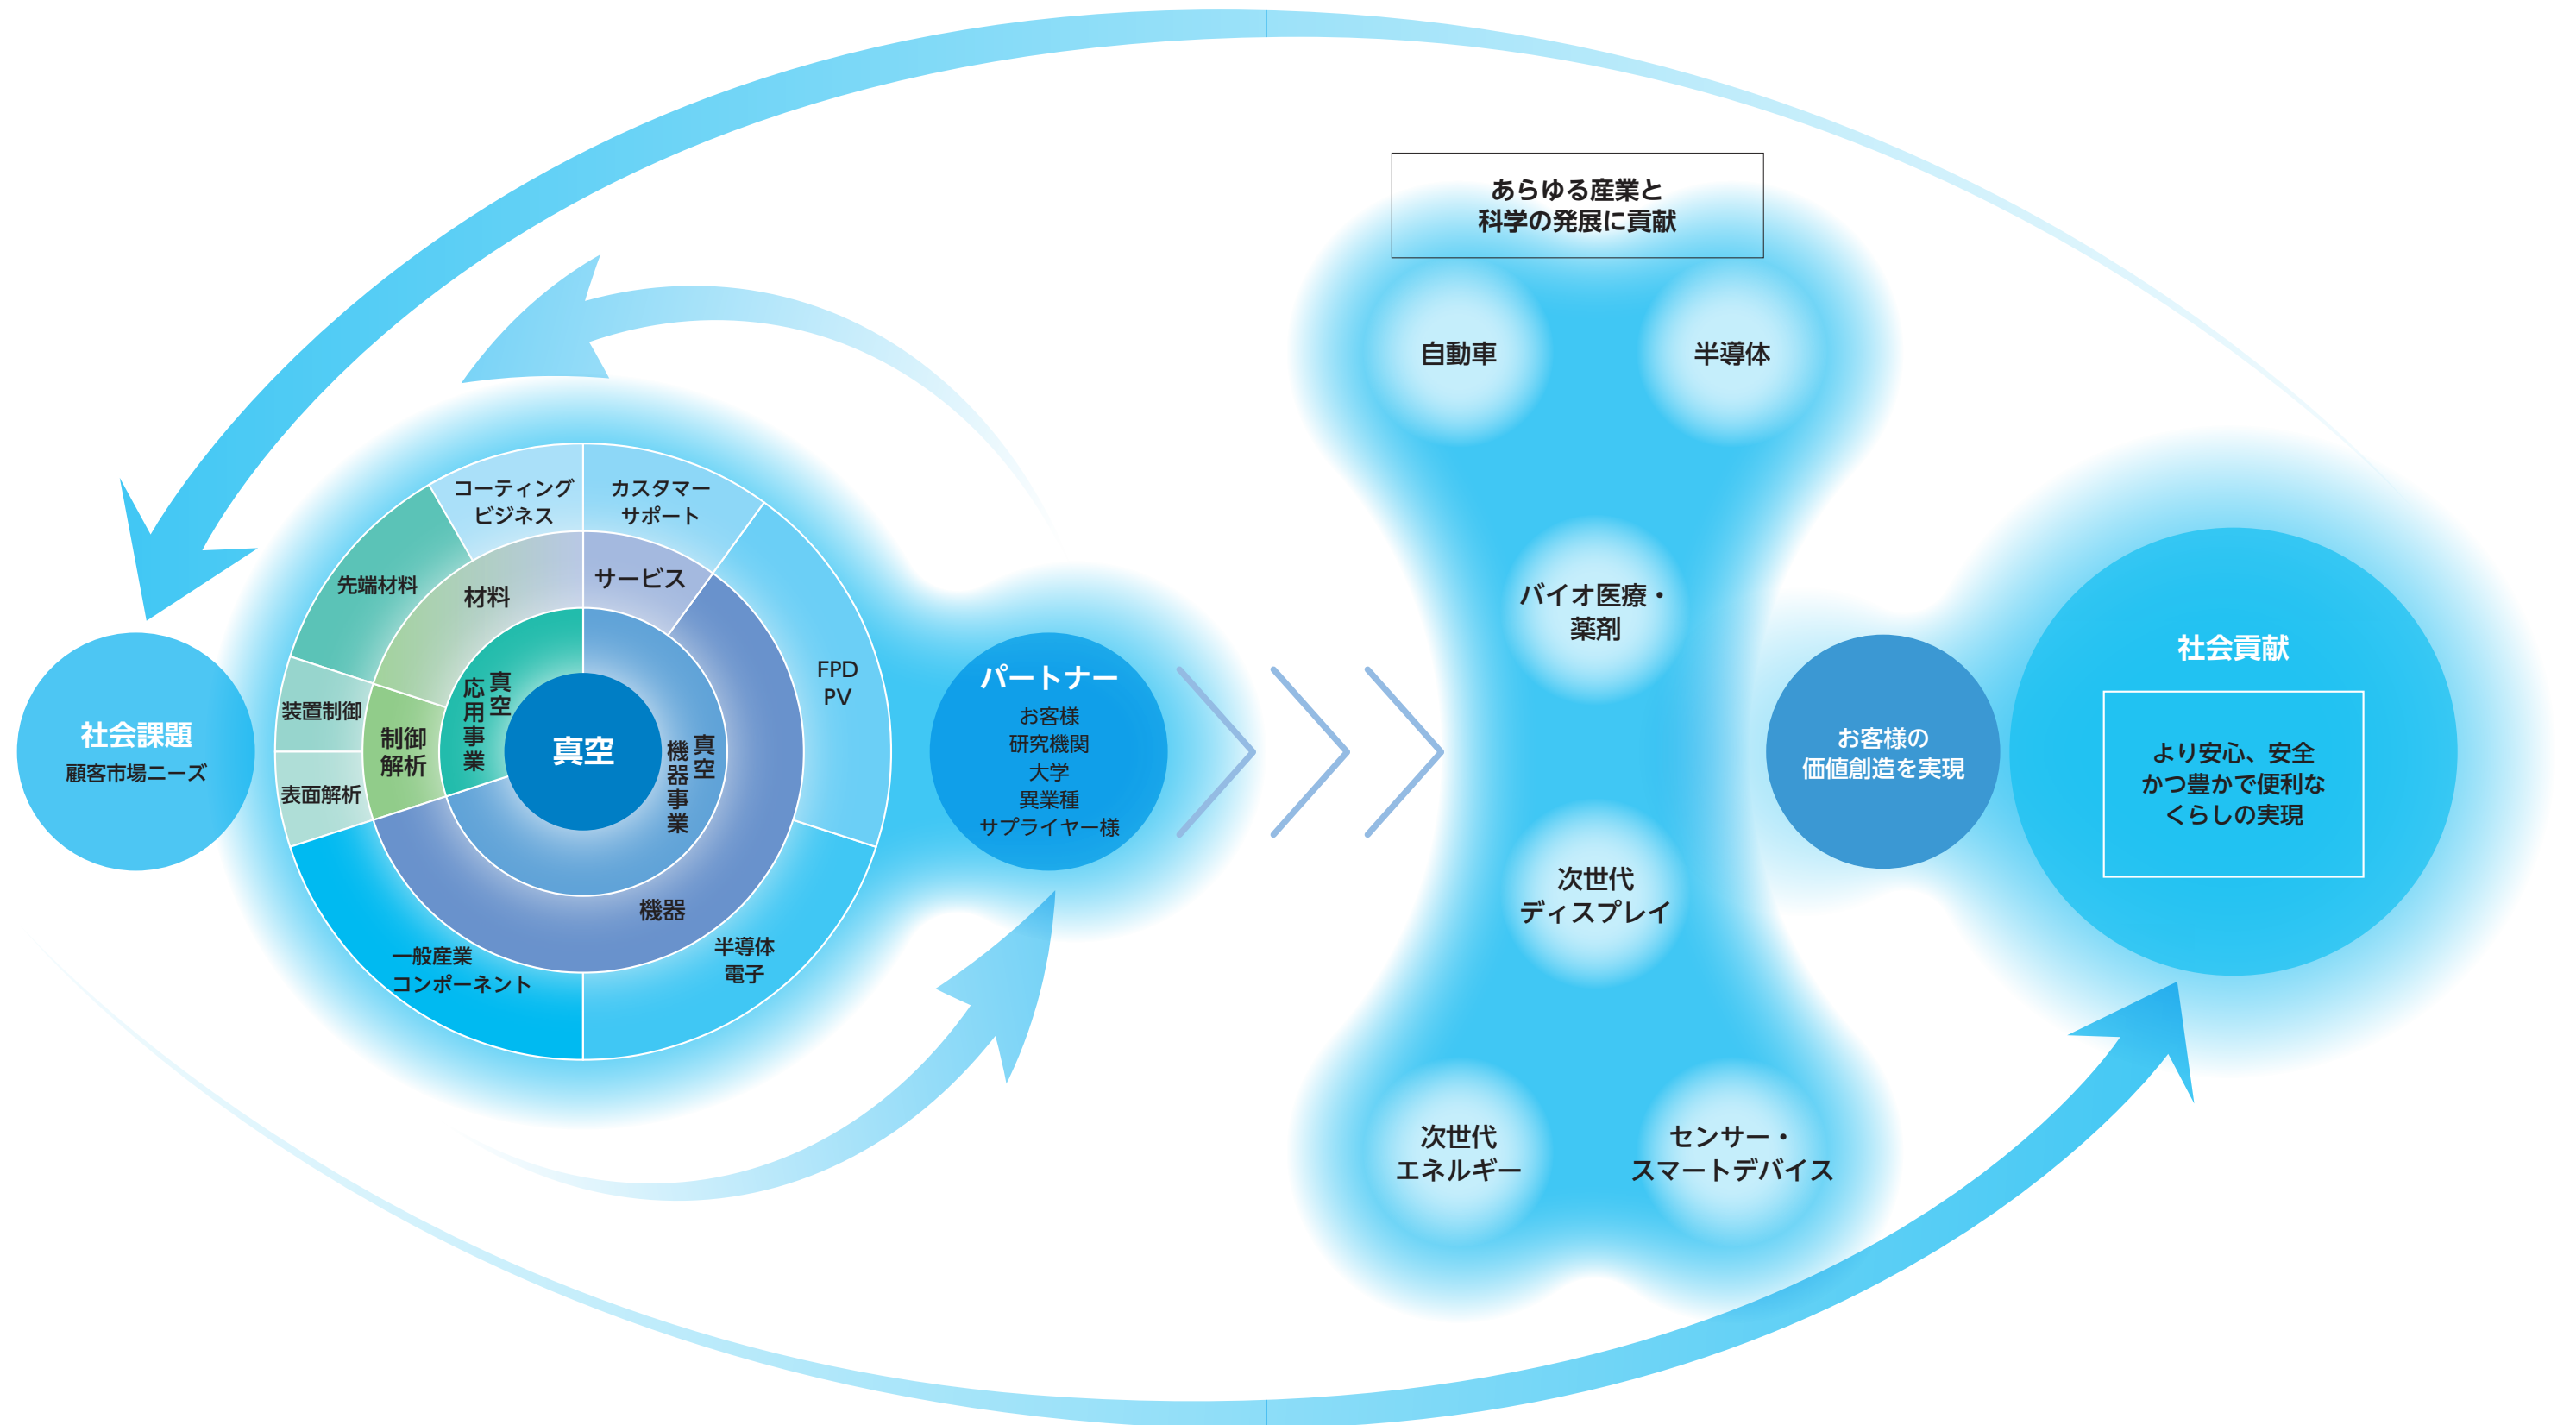 社会課題
顧客市場ニーズ
コーティング
ビジネス
カスタマー
サポート
先端材料
材料
サービス
FPD
PV
装置制御
制御
解析
表面解析
真空
応用事業
真空
真空
機器事業
機器
一般産業
コンポーネント
半導体
電子
パートナー
お客様
研究機関
大学
異業種
サプライヤー様
あらゆる産業と
科学の発展に貢献
自動車
半導体
バイオ医療・
薬剤
次世代
ディスプレイ
次世代
エネルギー
センサー・
スマートデバイス
お客様の
価値創造を実現
社会貢献
より安心、安全
かつ豊かで便利な
くらしの実現